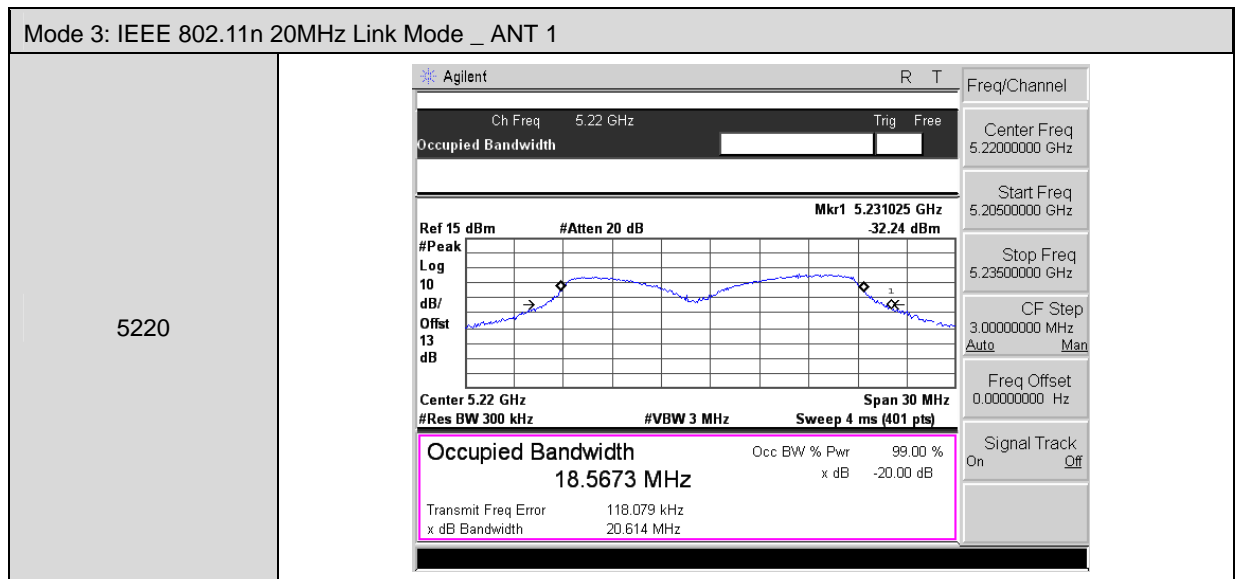 Mode 3: IEEE 802.11n 20MHz Link Mode _ ANT 1
5220
Agilent R T
Ch Freq 5.22 GHz Trig Free
Occupied Bandwidth
Mkr1 5.231025 GHz
Ref 15 dBm #Atten 20 dB -32.24 dBm
#Peak
Log
10
dB/
Offst
13
dB
1
Center 5.22 GHz Span 30 MHz
#Res BW 300 kHz #VBW 3 MHz Sweep 4 ms (401 pts)
Occupied Bandwidth
18.5673 MHz
Occ BW % Pwr 99.00 %
x dB -20.00 dB
Transmit Freq Error 118.079 kHz
x dB Bandwidth 20.614 MHz
Freq/Channel
Center Freq
5.22000000 GHz
Start Freq
5.20500000 GHz
Stop Freq
5.23500000 GHz
CF Step
3.00000000 MHz
Auto Man
Freq Offset
0.00000000 Hz
Signal Track
On Off